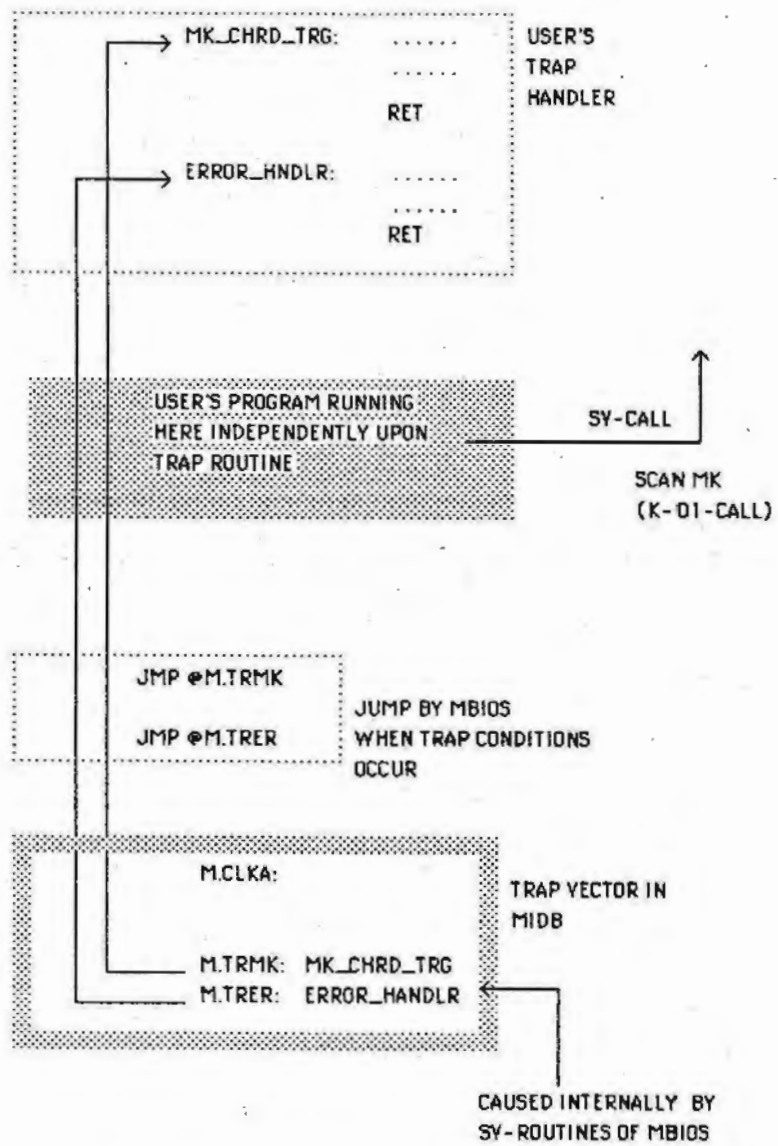 MK_CHRD_TRG: ......
......
RET
USER'S
TRAP
HANDLER
ERROR_HNDLR: ......
......
RET
USER'S PROGRAM RUNNING
HERE INDEPENDENTLY UPON
TRAP ROUTINE
SY-CALL
SCAN MK
(K-01-CALL)
JMP @M.TRMK
JMP @M.TRER
JUMP BY MBIOS
WHEN TRAP CONDITIONS
OCCUR
M.CLKA:
M.TRMK: MK_CHRD_TRG
M.TRER: ERROR_HANDLR
TRAP VECTOR IN
MIDB
CAUSED INTERNALLY BY
SY-ROUTINES OF MBIOS